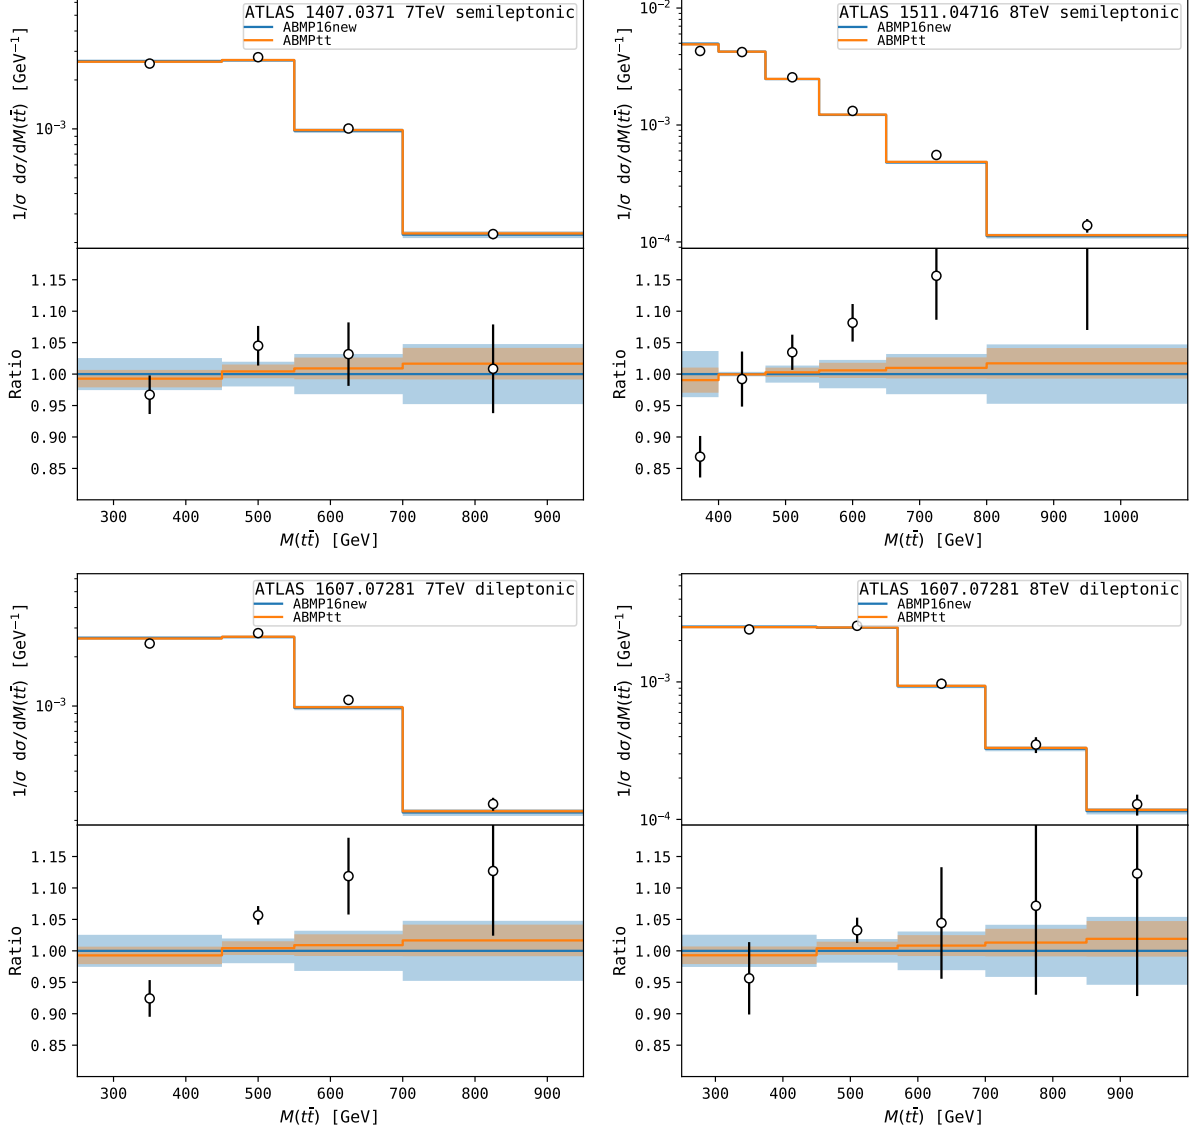 ATLAS 1407.0371 7TeV semileptonic
ABMP16new
ABMPtt
1/σ dσ/dM(tt̄) [GeV⁻¹]
10⁻³
Ratio
1.15
1.10
1.05
1.00
0.95
0.90
0.85
300 400 500 600 700 800 900
M(tt̄) [GeV]
ATLAS 1511.04716 8TeV semileptonic
ABMP16new
ABMPtt
1/σ dσ/dM(tt̄) [GeV⁻¹]
10⁻²
10⁻³
10⁻⁴
Ratio
1.15
1.10
1.05
1.00
0.95
0.90
0.85
400 500 600 700 800 900 1000
M(tt̄) [GeV]
ATLAS 1607.07281 7TeV dileptonic
ABMP16new
ABMPtt
1/σ dσ/dM(tt̄) [GeV⁻¹]
10⁻³
Ratio
1.15
1.10
1.05
1.00
0.95
0.90
0.85
300 400 500 600 700 800 900
M(tt̄) [GeV]
ATLAS 1607.07281 8TeV dileptonic
ABMP16new
ABMPtt
1/σ dσ/dM(tt̄) [GeV⁻¹]
10⁻³
10⁻⁴
Ratio
1.15
1.10
1.05
1.00
0.95
0.90
0.85
300 400 500 600 700 800 900
M(tt̄) [GeV]